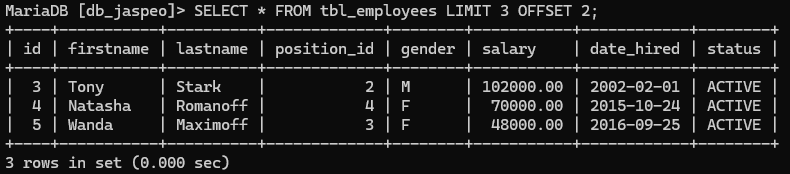 MariaDB [db_jaspeo]> SELECT * FROM tbl_employees LIMIT 3 OFFSET 2;
+----+-----------+----------+-------------+--------+-----------+------------+--------+
| id | firstname | lastname | position_id | gender | salary    | date_hired | status |
+----+-----------+----------+-------------+--------+-----------+------------+--------+
|  3 | Tony      | Stark    |           2 | M      | 102000.00 | 2002-02-01 | ACTIVE |
|  4 | Natasha   | Romanoff |           4 | F      |  70000.00 | 2015-10-24 | ACTIVE |
|  5 | Wanda     | Maximoff |           3 | F      |  48000.00 | 2016-09-25 | ACTIVE |
+----+-----------+----------+-------------+--------+-----------+------------+--------+
3 rows in set (0.000 sec)